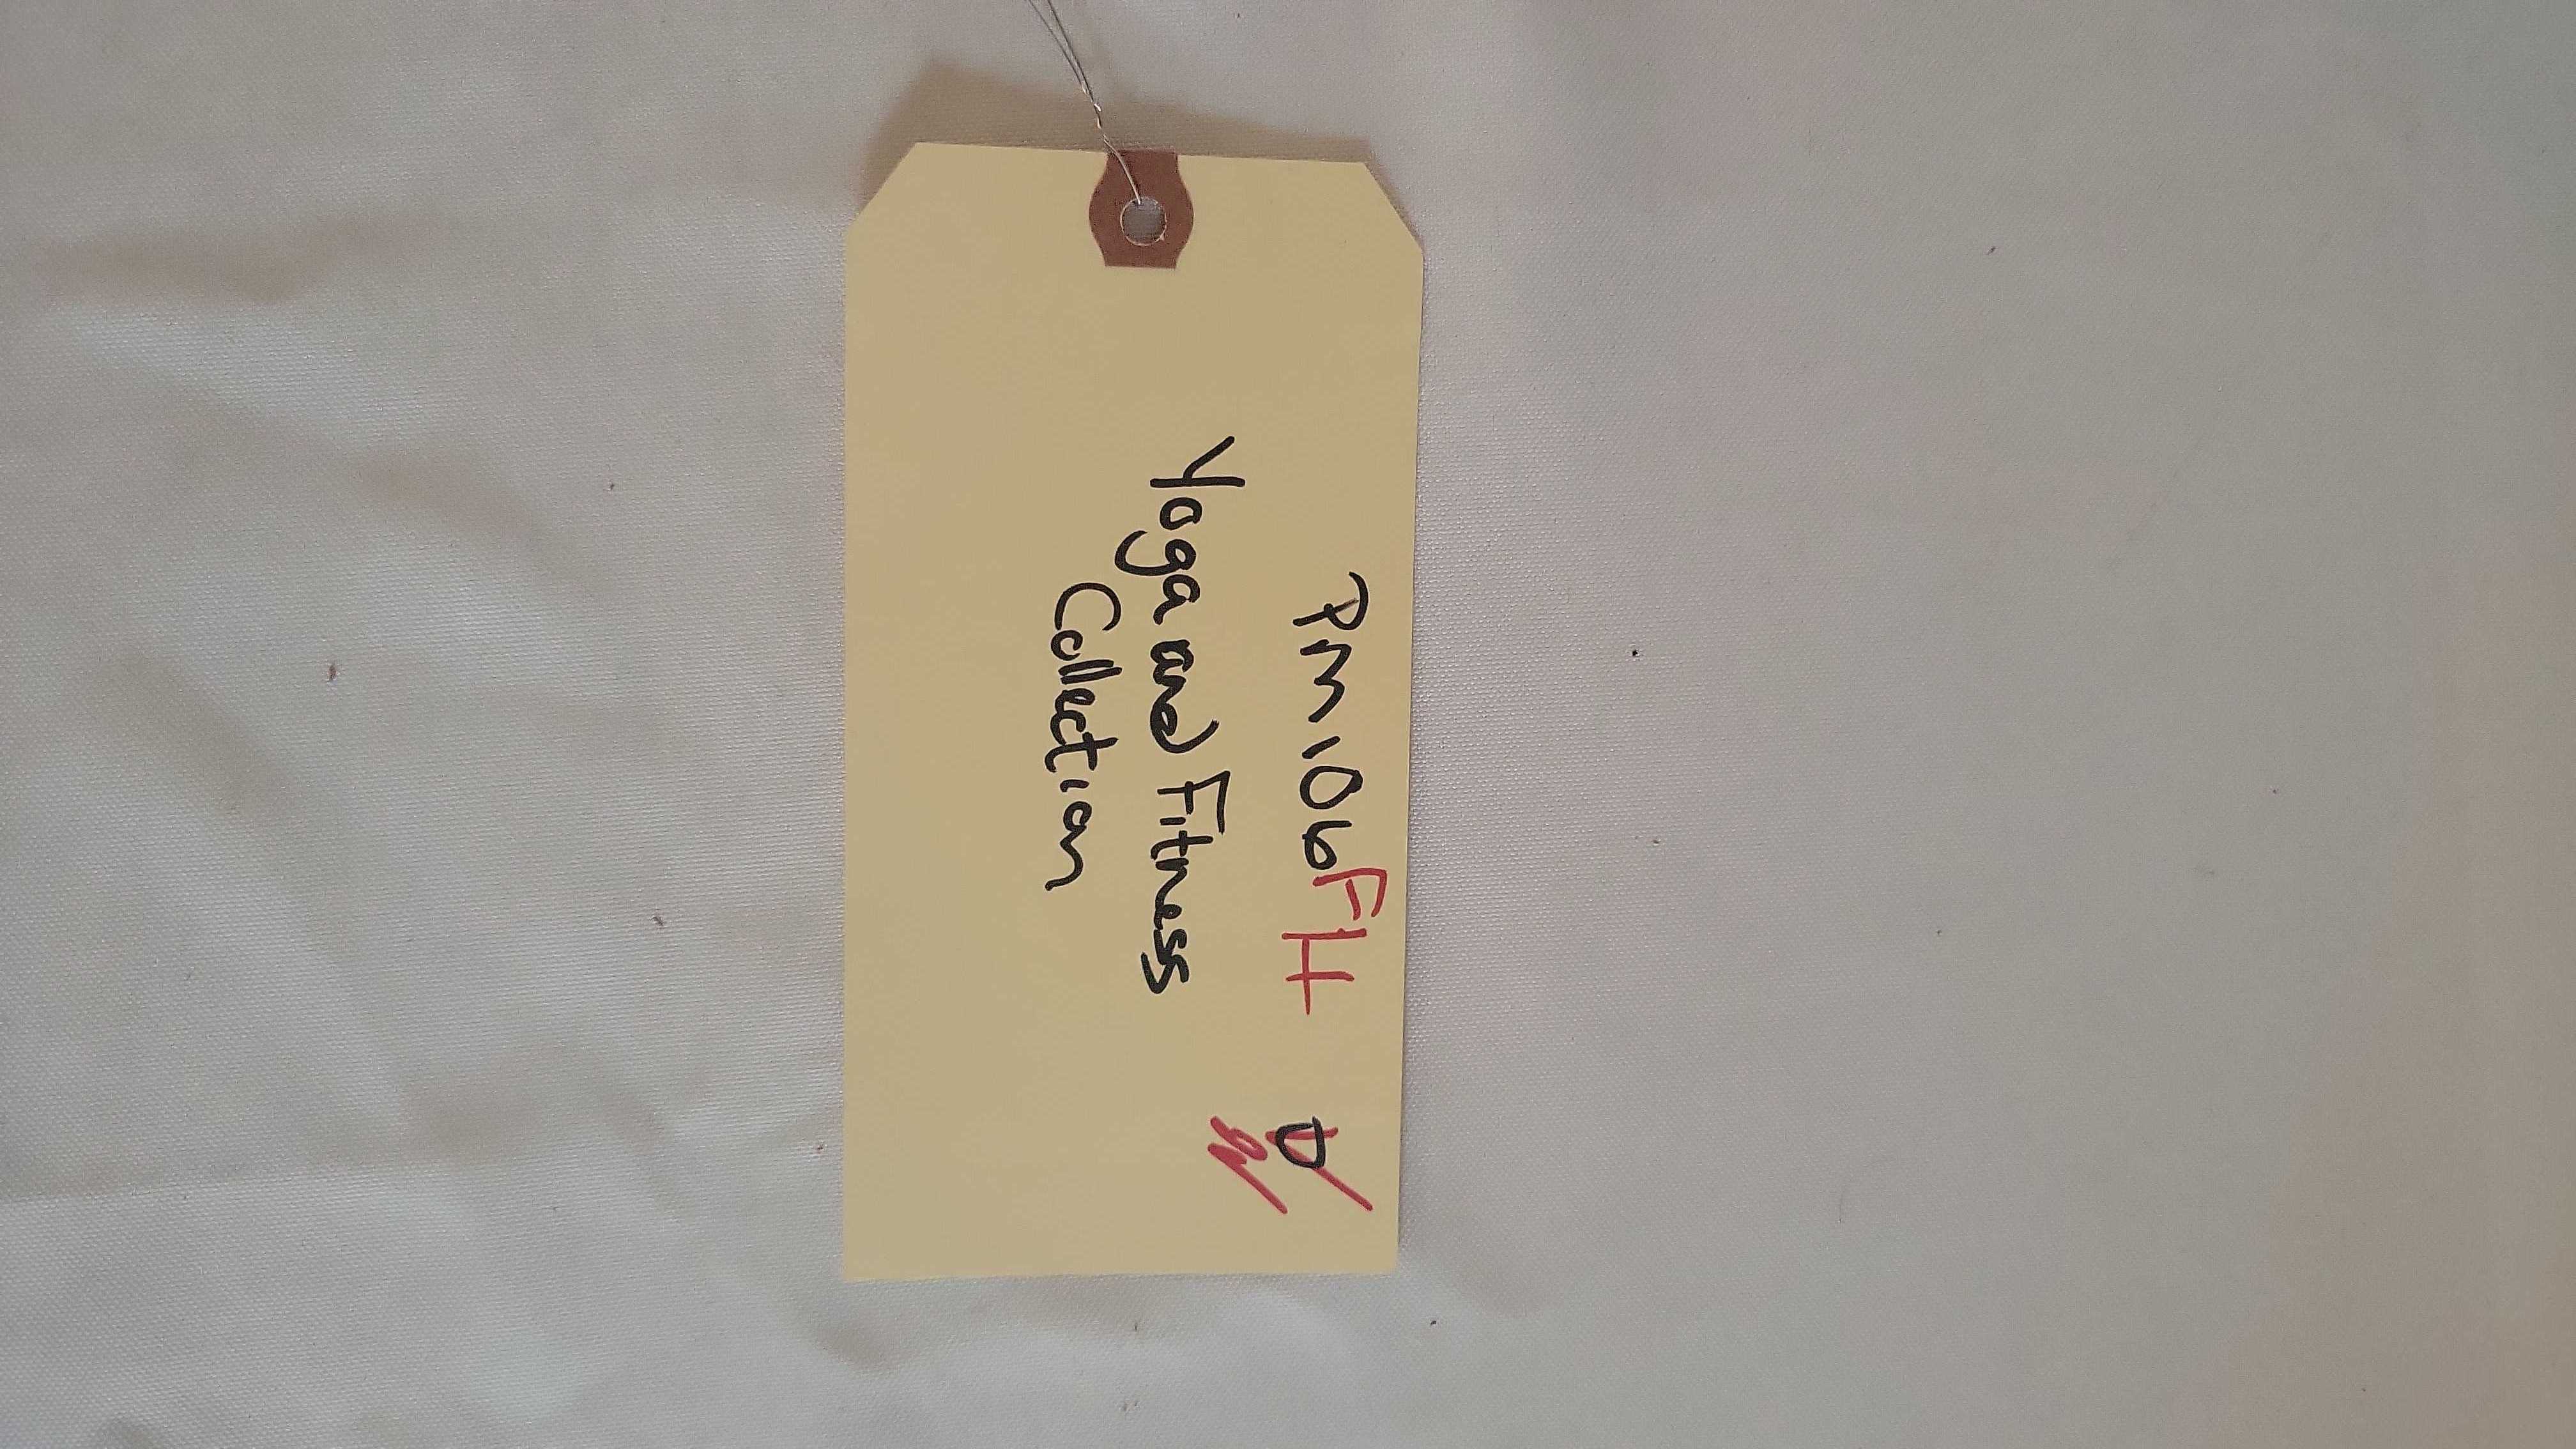 PM106FH
Yoga and Fitness
Collection